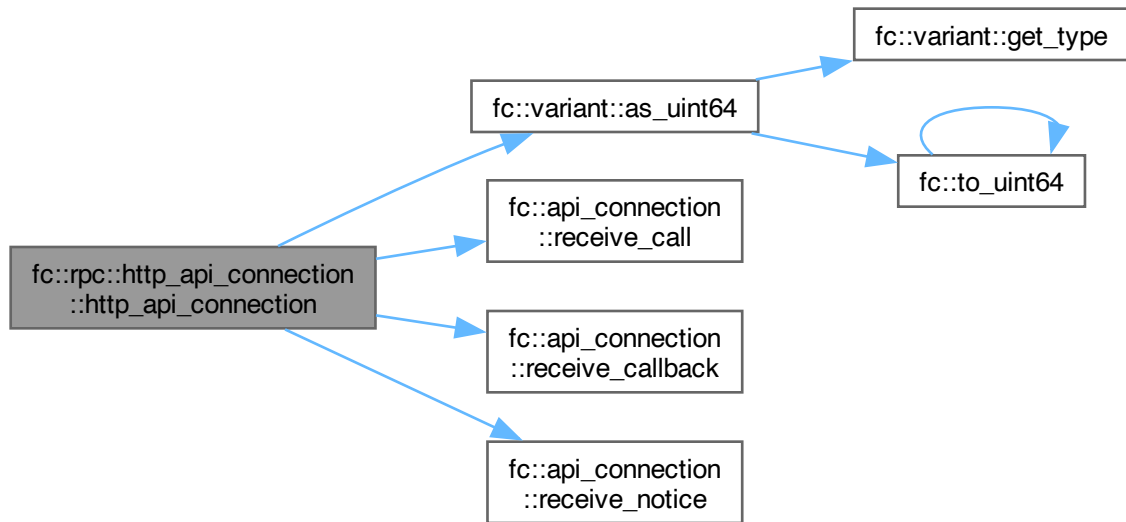 fc::rpc::http_api_connection
::http_api_connection
fc::variant::as_uint64
fc::variant::get_type
fc::to_uint64
fc::api_connection
::receive_call
fc::api_connection
::receive_callback
fc::api_connection
::receive_notice